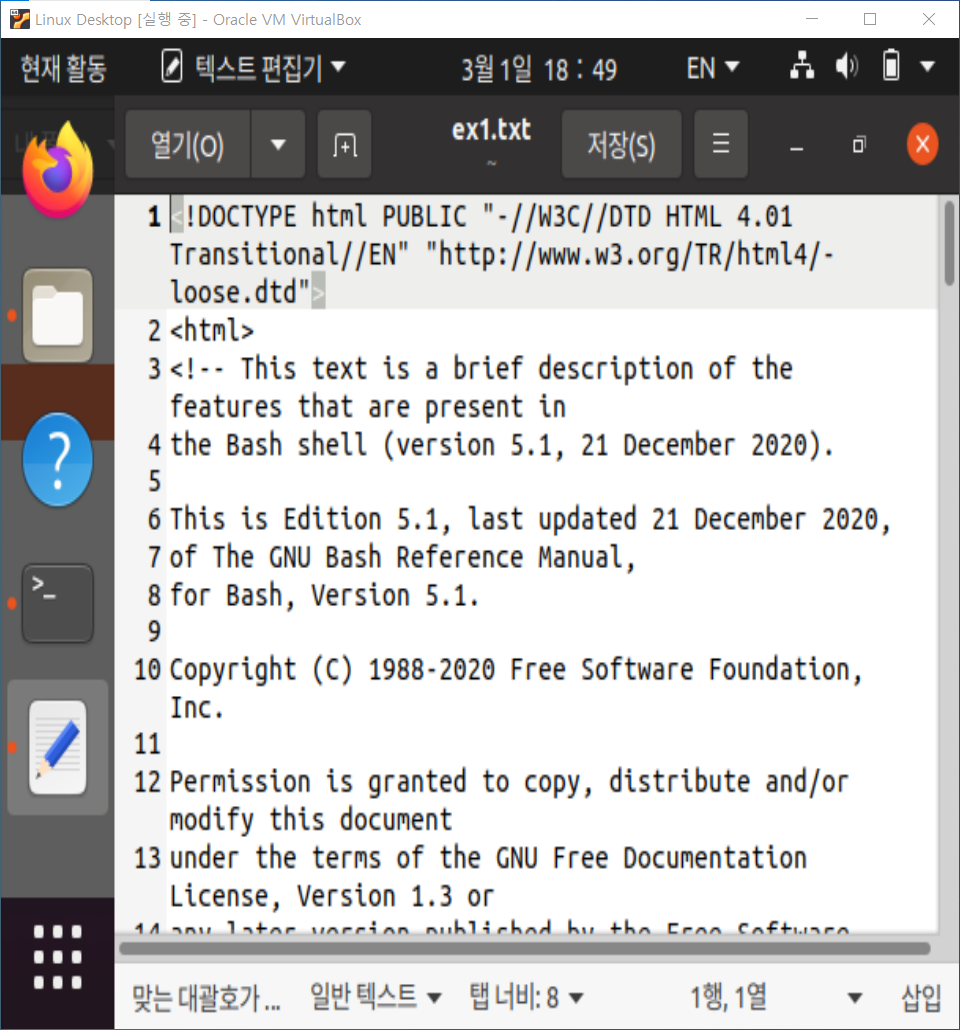 Linux Desktop [실행 중] - Oracle VM VirtualBox
현재 활동 텍스트 편집기 3월 1일 18 : 49 EN
열기(O) ex1.txt 저장(S)
~
1 <!DOCTYPE html PUBLIC "-//W3C//DTD HTML 4.01
Transitional//EN" "http://www.w3.org/TR/html4/-
loose.dtd">
2 <html>
3 <!-- This text is a brief description of the
features that are present in
4 the Bash shell (version 5.1, 21 December 2020).
5
6 This is Edition 5.1, last updated 21 December 2020,
7 of The GNU Bash Reference Manual,
8 for Bash, Version 5.1.
9
10 Copyright (C) 1988-2020 Free Software Foundation,
Inc.
11
12 Permission is granted to copy, distribute and/or
modify this document
13 under the terms of the GNU Free Documentation
License, Version 1.3 or
14 any later version published by the Free Software
맞는 대괄호가 ... 일반 텍스트 탭 너비: 8 1행, 1열 삽입